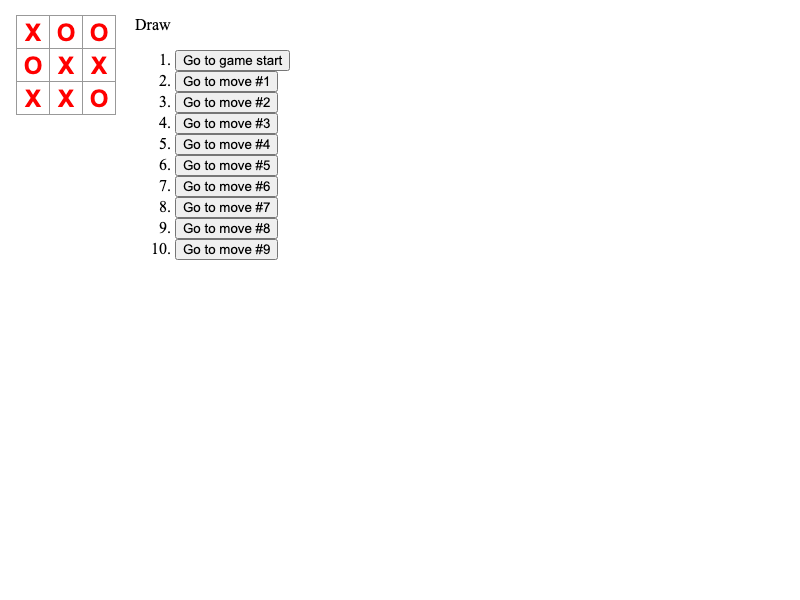 X O O
O X X
X X O
Draw
1. Go to game start
2. Go to move #1
3. Go to move #2
4. Go to move #3
5. Go to move #4
6. Go to move #5
7. Go to move #6
8. Go to move #7
9. Go to move #8
10. Go to move #9